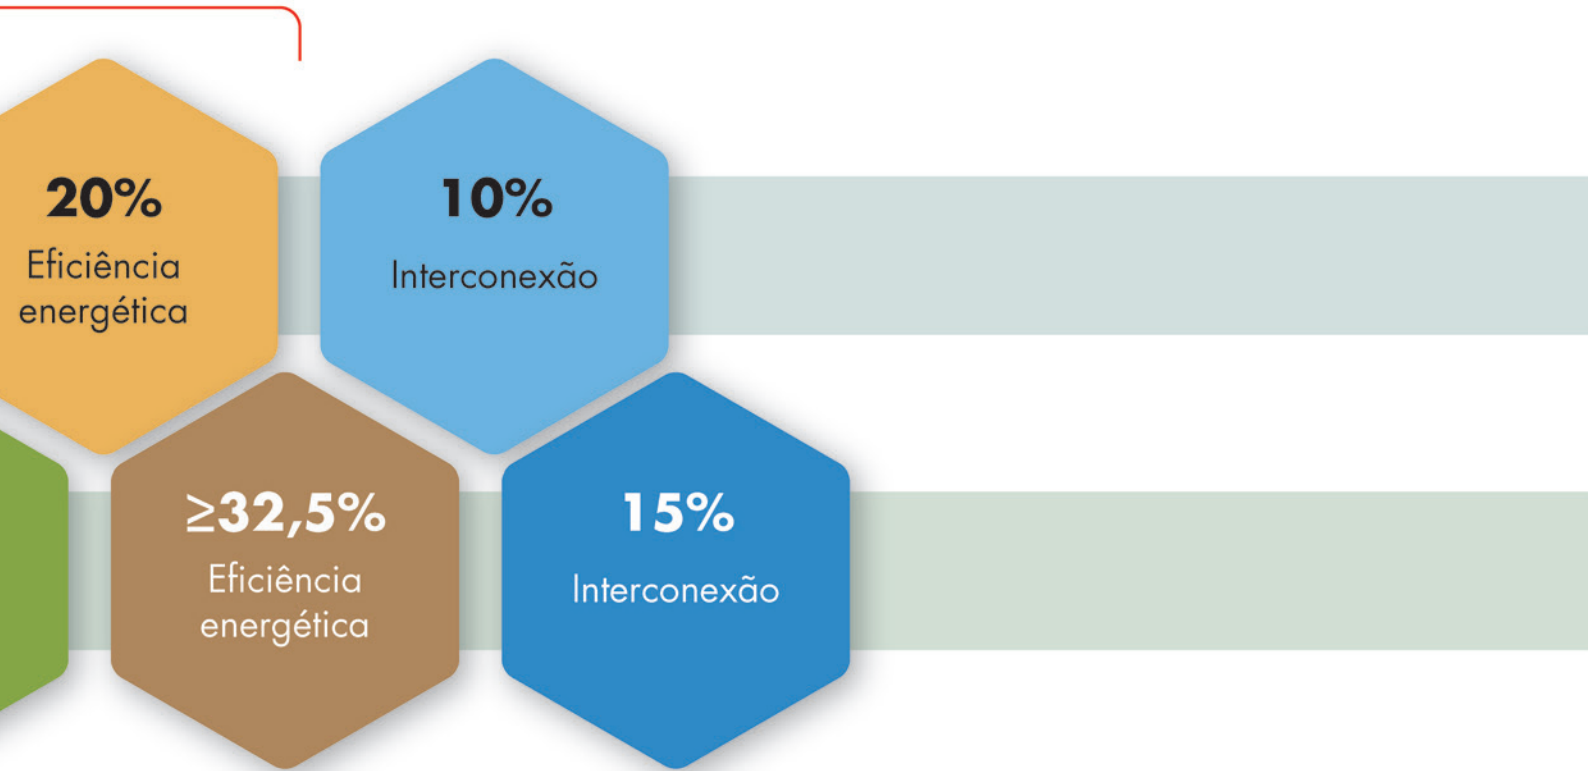 20%
Eficiência
energética
10%
Interconexão
≥32,5%
Eficiência
energética
15%
Interconexão